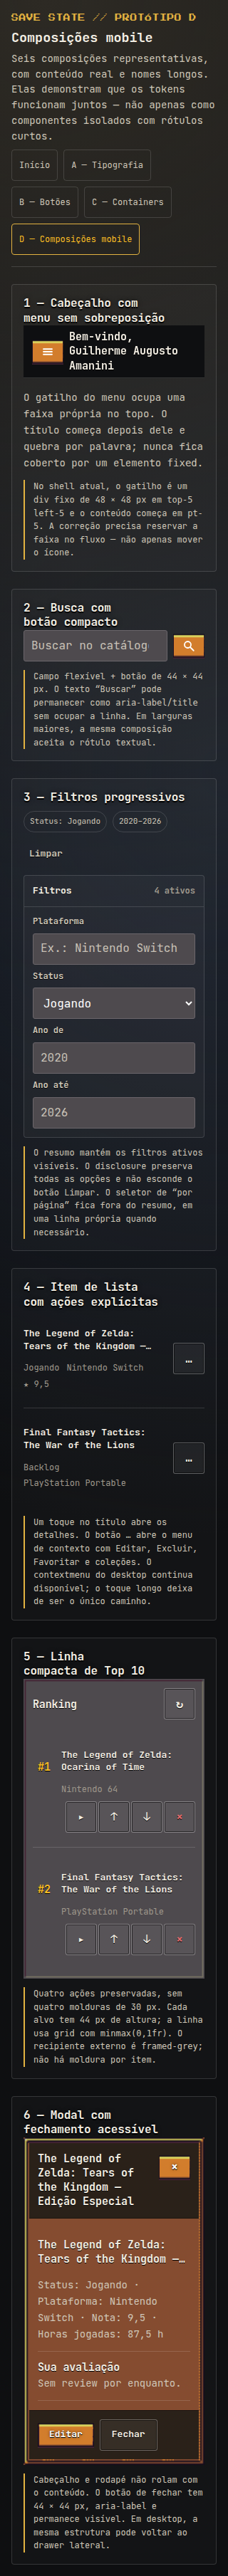 SAVE STATE // PROTÓTIPO D
Composições mobile
Seis composições representativas,
com conteúdo real e nomes longos.
Elas demonstram que os tokens
funcionam juntos — não apenas como
componentes isolados com rótulos
curtos.
Início
A — Tipografia
B — Botões
C — Containers
D — Composições mobile
1 — Cabeçalho com
menu sem sobreposição
Bem-vindo,
Guilherme Augusto
Amanini
O gatilho do menu ocupa uma
faixa própria no topo. O
título começa depois dele e
quebra por palavra; nunca fica
coberto por um elemento fixed.
No shell atual, o gatilho é um
div fixo de 48 × 48 px em top-5
left-5 e o conteúdo começa em pt-
5. A correção precisa reservar a
faixa no fluxo — não apenas mover
o ícone.
2 — Busca com
botão compacto
Buscar no catálog
Campo flexível + botão de 44 × 44
px. O texto “Buscar” pode
permanecer como aria-label/title
sem ocupar a linha. Em larguras
maiores, a mesma composição
aceita o rótulo textual.
3 — Filtros progressivos
Status: Jogando
2020–2026
Limpar
Filtros
4 ativos
Plataforma
Ex.: Nintendo Switch
Status
Jogando
Ano de
2020
Ano até
2026
O resumo mantém os filtros ativos
visíveis. O disclosure preserva
todas as opções e não esconde o
botão Limpar. O seletor de “por
página” fica fora do resumo, em
uma linha própria quando
necessário.
4 — Item de lista
com ações explícitas
The Legend of Zelda:
Tears of the Kingdom —…
Jogando Nintendo Switch
★ 9,5
…
Final Fantasy Tactics:
The War of the Lions
Backlog
PlayStation Portable
…
Um toque no título abre os
detalhes. O botão … abre o menu
de contexto com Editar, Excluir,
Favoritar e coleções. O
contextmenu do desktop continua
disponível; o toque longo deixa
de ser o único caminho.
5 — Linha
compacta de Top 10
Ranking
↻
#1
The Legend of Zelda:
Ocarina of Time
Nintendo 64
▸ ↑ ↓ ×
#2
Final Fantasy Tactics:
The War of the Lions
PlayStation Portable
▸ ↑ ↓ ×
Quatro ações preservadas, sem
quatro molduras de 30 px. Cada
alvo tem 44 px de altura; a linha
usa grid com minmax(0,1fr). O
recipiente externo é framed-grey;
não há moldura por item.
6 — Modal com
fechamento acessível
The Legend of
Zelda: Tears of
the Kingdom —
Edição Especial
×
The Legend of Zelda:
Tears of the Kingdom —…
Status: Jogando ·
Plataforma: Nintendo
Switch · Nota: 9,5 ·
Horas jogadas: 87,5 h
Sua avaliação
Sem review por enquanto.
Editar
Fechar
Cabeçalho e rodapé não rolam com
o conteúdo. O botão de fechar tem
44 × 44 px, aria-label e
permanece visível. Em desktop, a
mesma estrutura pode voltar ao
drawer lateral.